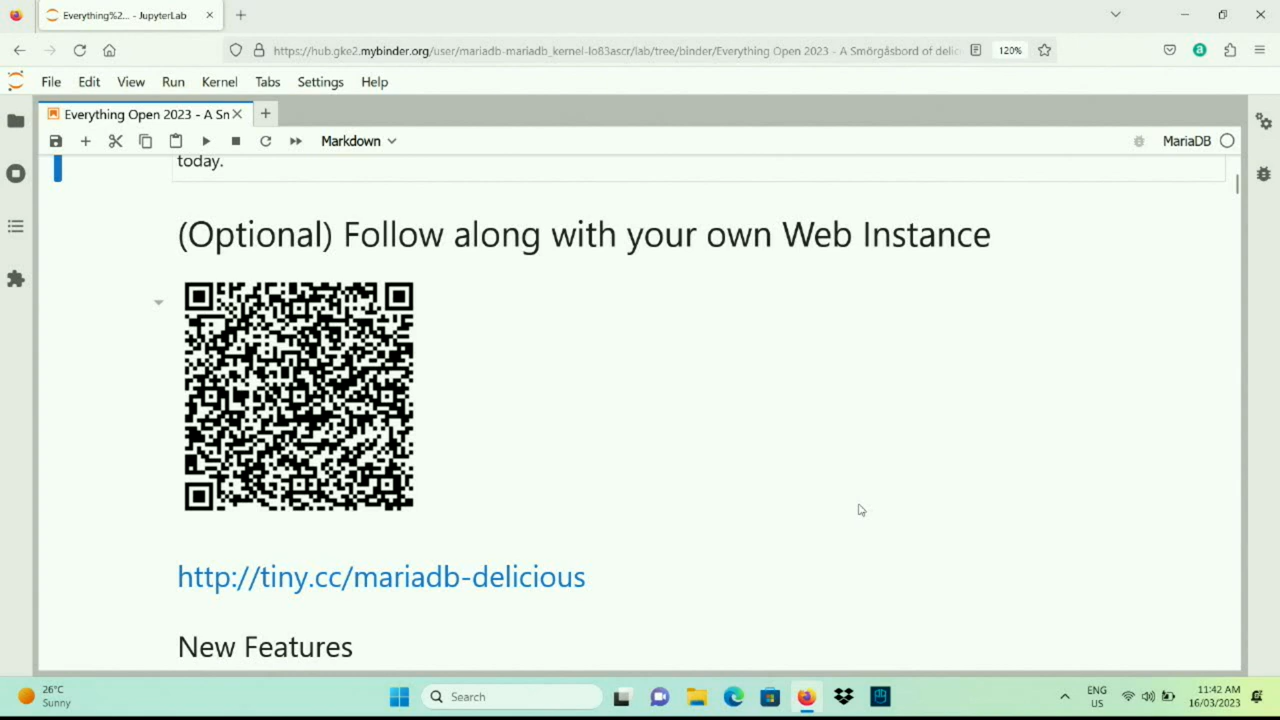 Everything%2... - JupyterLab
https://hub.gke2.mybinder.org/user/mariadb-mariadb_kernel-lo83ascr/lab/tree/binder/Everything Open 2023 - A Smörgåsbord of delic
120%
File Edit View Run Kernel Tabs Settings Help
Everything Open 2023 - A Sn
Markdown
MariaDB
today.
(Optional) Follow along with your own Web Instance
http://tiny.cc/mariadb-delicious
New Features
26°C
Sunny
Search
ENG
US
11:42 AM
16/03/2023